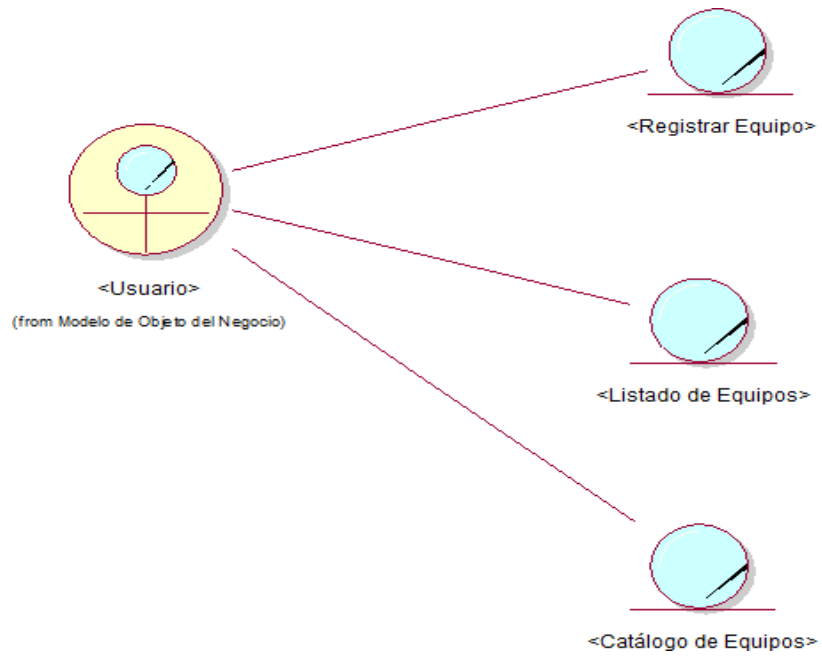 <Registrar Equipo>
<Usuario>
(from Modelo de Objeto del Negocio)
<Listado de Equipos>
<Catálogo de Equipos>